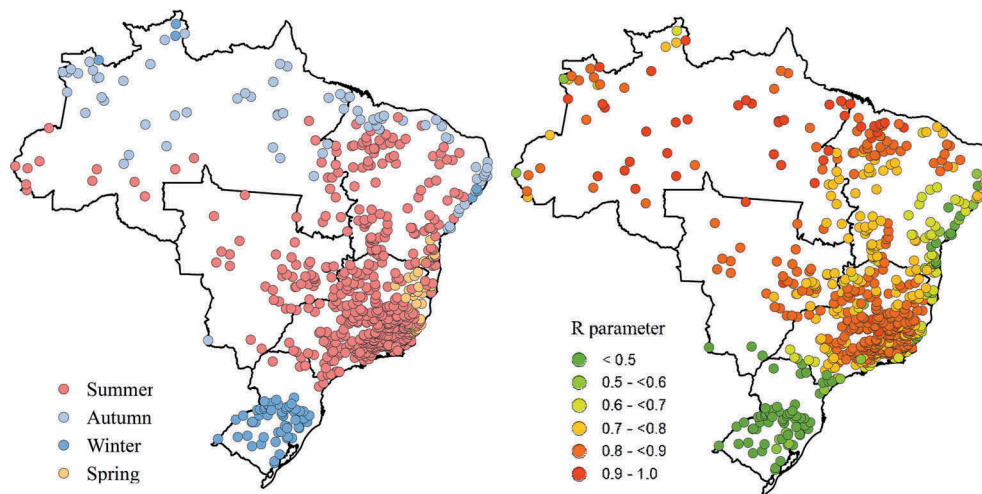 Summer
Autumn
Winter
Spring
R parameter
< 0.5
0.5 - <0.6
0.6 - <0.7
0.7 - <0.8
0.8 - <0.9
0.9 - 1.0